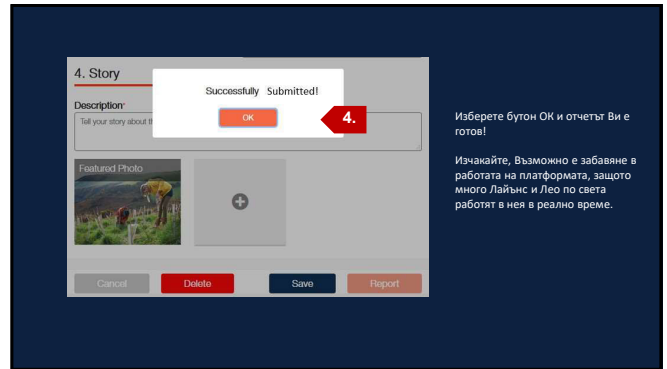 4. Story
Successfully Submitted!
Description*
Tell your story about th
OK
4.
Featured Photo
Cancel
Delete
Save
Report
Изберете бутон ОК и отчетът Ви е
готов!
Изчакайте, Възможно е забавяне в
работата на платформата, защото
много Лайънс и Лео по света
работят в нея в реално време.